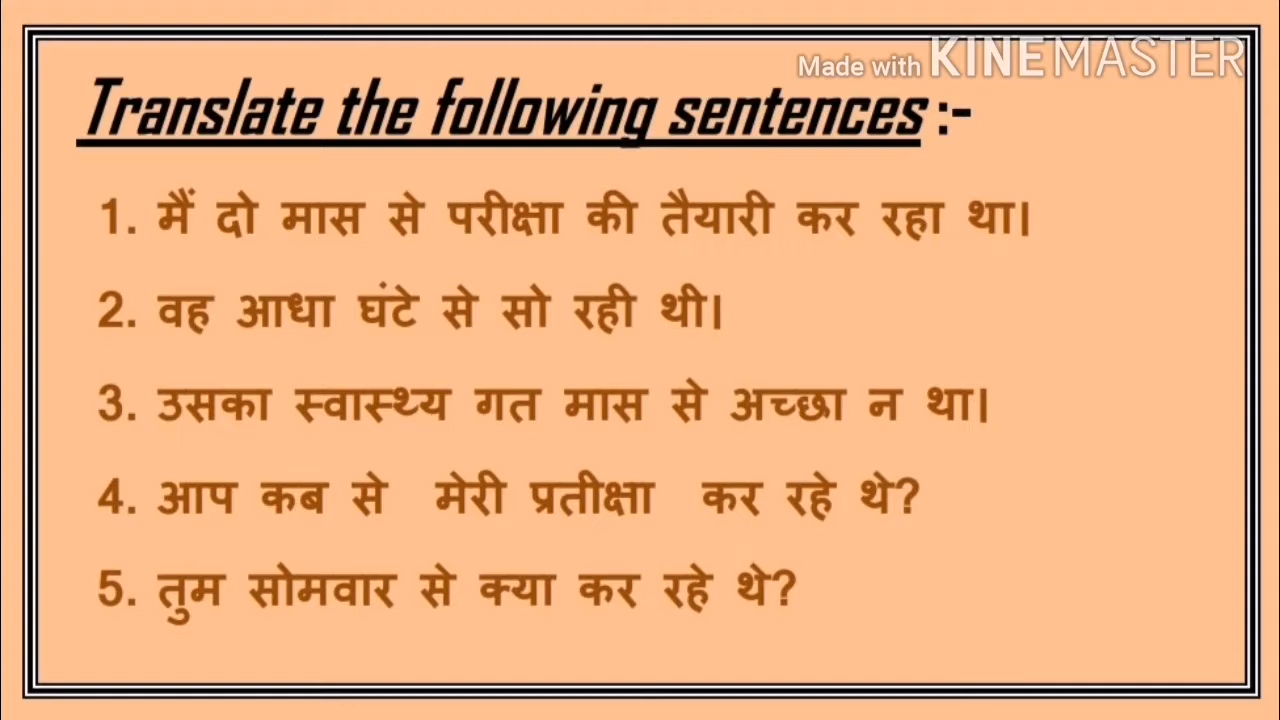 Made with KINEMASTER
Translate the following sentences :-
1. मैं दो मास से परीक्षा की तैयारी कर रहा था।
2. वह आधा घंटे से सो रही थी।
3. उसका स्वास्थ्य गत मास से अच्छा न था।
4. आप कब से मेरी प्रतीक्षा कर रहे थे?
5. तुम सोमवार से क्या कर रहे थे?